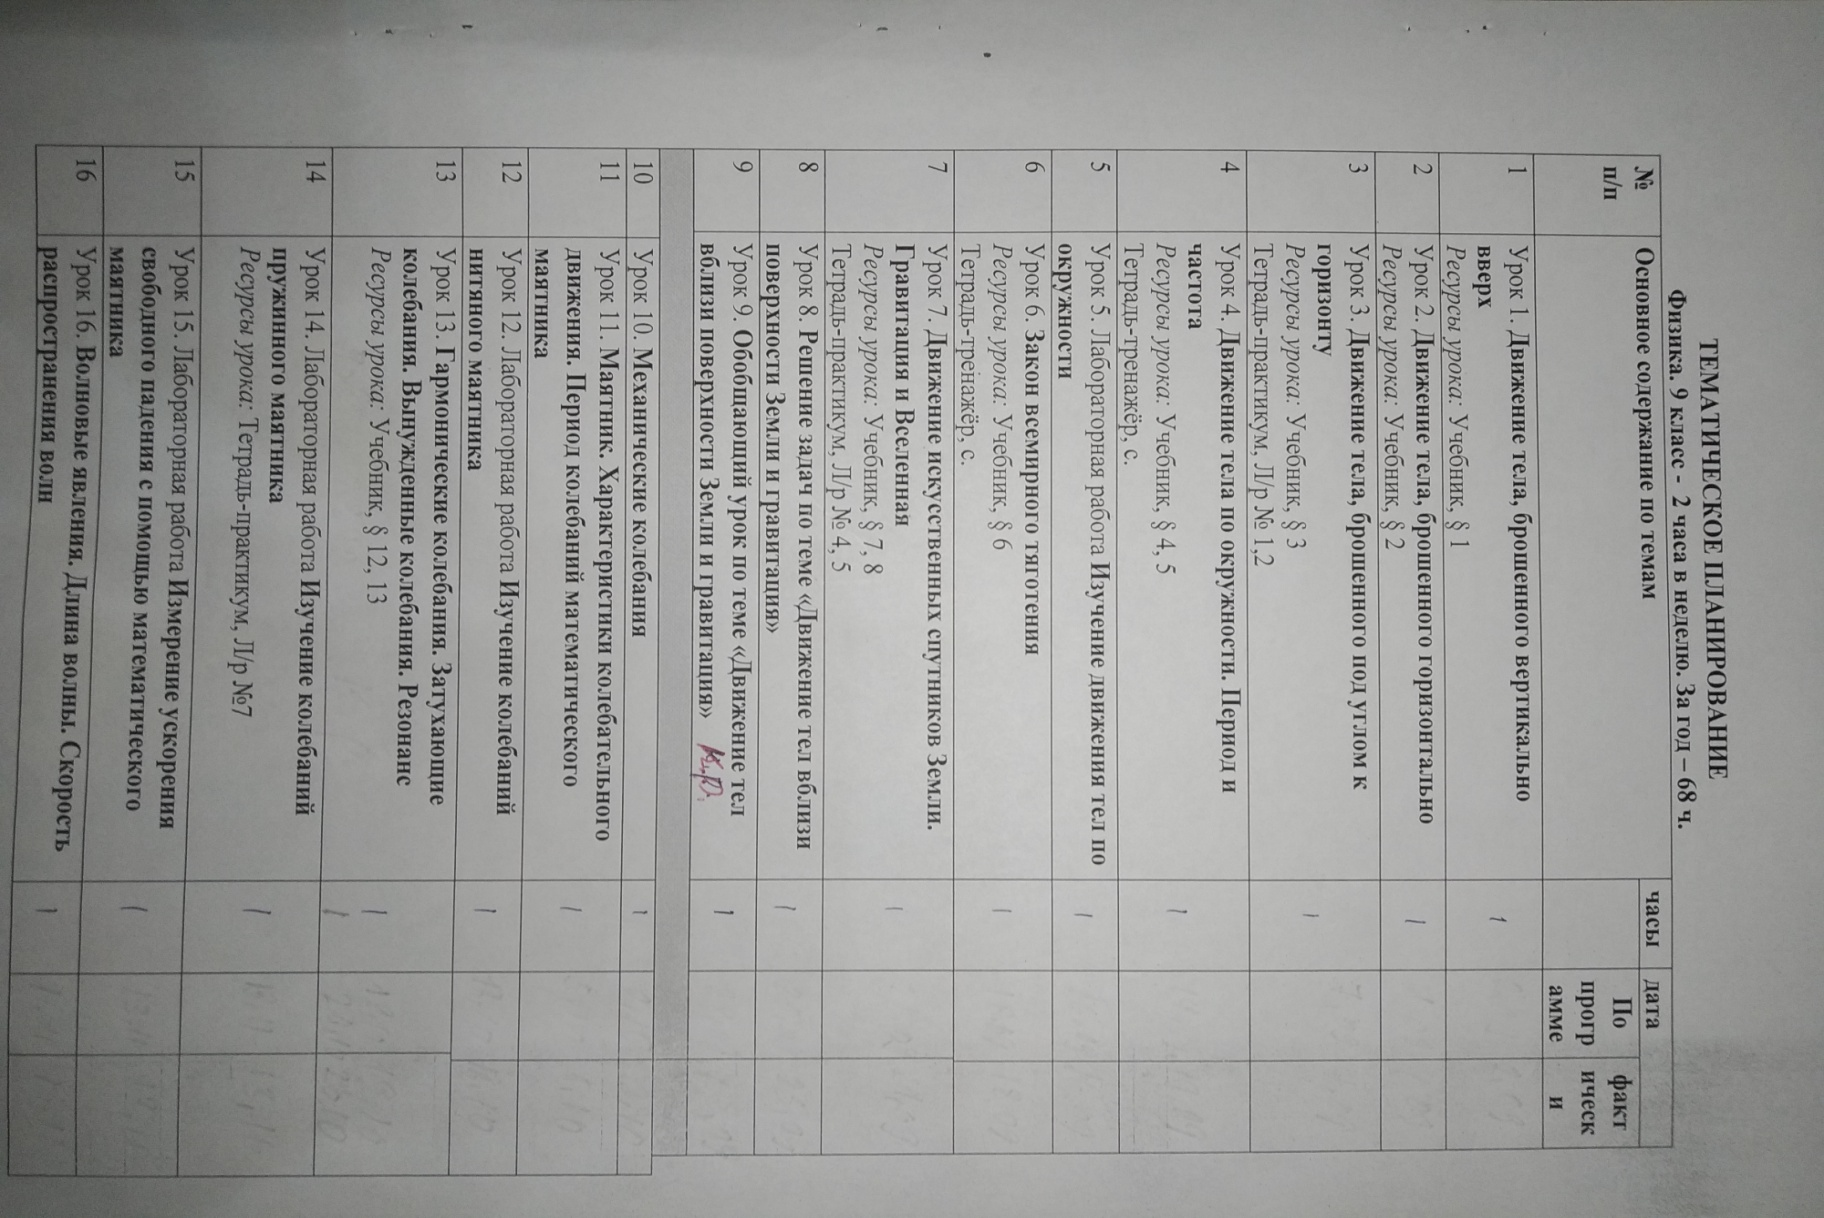 ТЕМАТИЧЕСКОЕ ПЛАНИРОВАНИЕ
Физика. 9 класс - 2 часа в неделю. За год – 68 ч.
№ п/п
Основное содержание по темам
часы
дата
По прогр амме
факт ическ и
1
Урок 1. Движение тела, брошенного вертикально
вверх
Ресурсы урока: Учебник, § 1
1
2
Урок 2. Движение тела, брошенного горизонтально
Ресурсы урока: Учебник, § 2
1
3
Урок 3. Движение тела, брошенного под углом к
горизонту
Ресурсы урока: Учебник, § 3
Тетрадь-практикум, Л/р № 1,2
1
4
Урок 4. Движение тела по окружности. Период и
частота
Ресурсы урока: Учебник, § 4, 5
Тетрадь-тренажёр, с.
1
5
Урок 5. Лабораторная работа Изучение движения тел по
окружности
1
6
Урок 6. Закон всемирного тяготения
Ресурсы урока: Учебник, § 6
Тетрадь-тренажёр, с.
1
7
Урок 7. Движение искусственных спутников Земли.
Гравитация и Вселенная
Ресурсы урока: Учебник, § 7, 8
Тетрадь-практикум, Л/р № 4, 5
1
8
Урок 8. Решение задач по теме «Движение тел вблизи
поверхности Земли и гравитация»
1
9
Урок 9. Обобщающий урок по теме «Движение тел
вблизи поверхности Земли и гравитация» к.р.
1
10
Урок 10. Механические колебания
1
11
Урок 11. Маятник. Характеристики колебательного
движения. Период колебаний математического
маятника
1
12
Урок 12. Лабораторная работа Изучение колебаний
нитяного маятника
1
13
Урок 13. Гармонические колебания. Затухающие
колебания. Вынужденные колебания. Резонанс
Ресурсы урока: Учебник, § 12, 13
1
1
14
Урок 14. Лабораторная работа Изучение колебаний
пружинного маятника
Ресурсы урока: Тетрадь-практикум, Л/р №7
1
15
Урок 15. Лабораторная работа Измерение ускорения
свободного падения с помощью математического
маятника
1
16
Урок 16. Волновые явления. Длина волны. Скорость
распространения волн
1